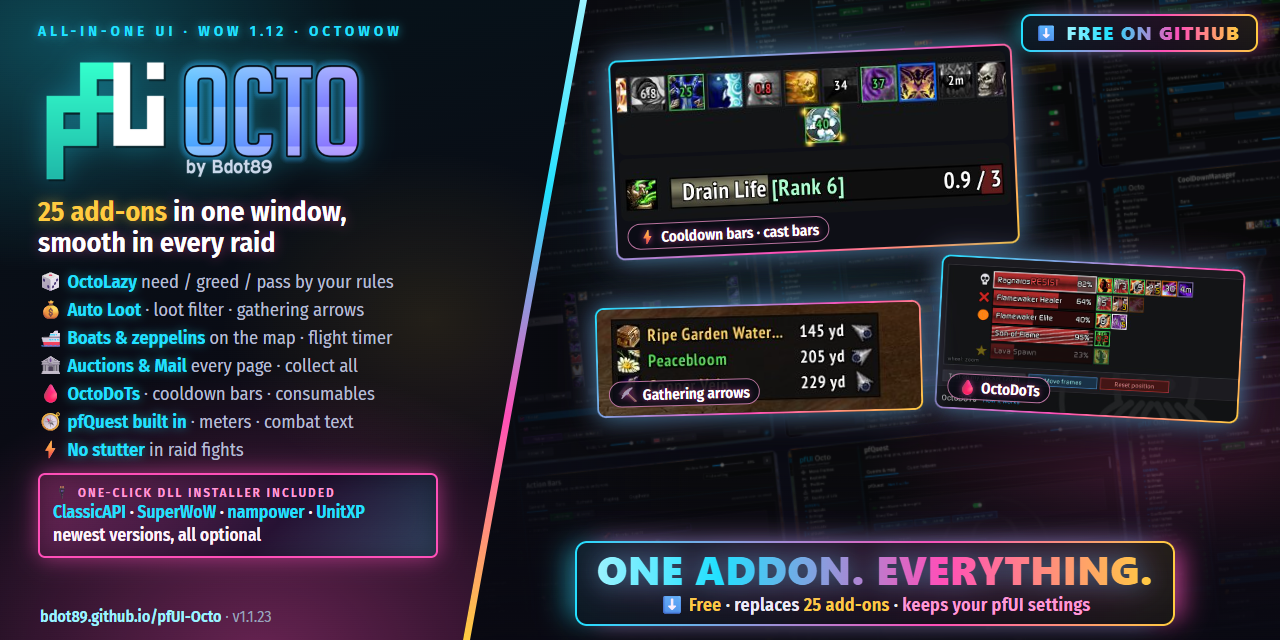 ALL-IN-ONE UI · WOW 1.12 · OCTOWOW
pfUi OCTO
by Bdot89
25 add-ons in one window,
smooth in every raid
OctoLazy need / greed / pass by your rules
Auto Loot · loot filter · gathering arrows
Boats & zeppelins on the map · flight timer
Auctions & Mail every page · collect all
OctoDoTs · cooldown bars · consumables
pfQuest built in · meters · combat text
No stutter in raid fights
ONE-CLICK DLL INSTALLER INCLUDED
ClassicAPI · SuperWoW · nampower · UnitXP
newest versions, all optional
bdot89.github.io/pfUI-Octo · v1.1.23
FREE ON GITHUB
6.8 25 0.8 34 37 2m
40
Drain Life [Rank 6] 0.9 / 3
Cooldown bars · cast bars
Ripe Garden Water... 145 yd
Peacebloom 205 yd
229 yd
Gathering arrows
Ragnaros RESIST 82%
Flamewaker Healer 64%
Flamewaker Elite 40%
Son of Flame 95%
Lava Spawn 23%
Move frames Reset position
OctoDoTs
ONE ADDON. EVERYTHING.
Free · replaces 25 add-ons · keeps your pfUI settings